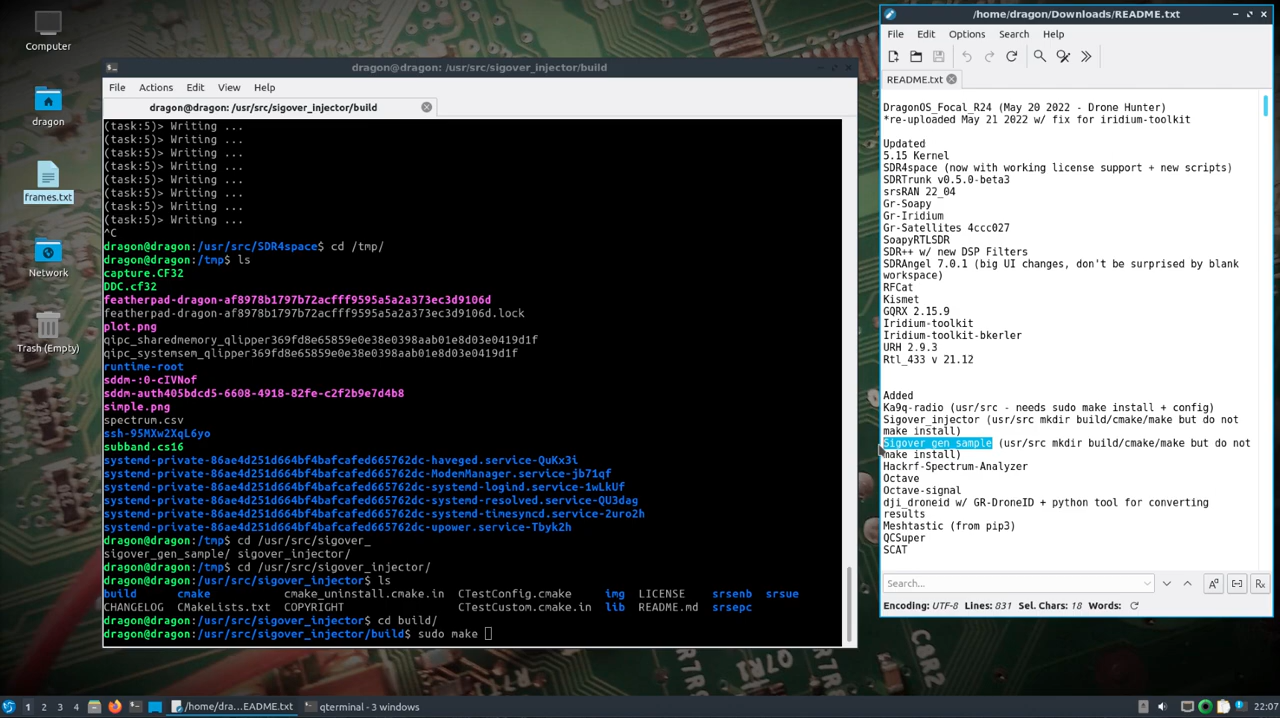 Computer
dragon
frames.txt
Network
Trash (Empty)
dragon@dragon: /usr/src/sigover_injector/build
File Actions Edit View Help
dragon@dragon: /usr/src/sigover_injector/build
(task:5)> Writing ...
(task:5)> Writing ...
(task:5)> Writing ...
(task:5)> Writing ...
(task:5)> Writing ...
(task:5)> Writing ...
(task:5)> Writing ...
(task:5)> Writing ...
^C
dragon@dragon:/usr/src/SDR4space$ cd /tmp/
dragon@dragon:/tmp$ ls
capture.CF32
DDC.cf32
featherpad-dragon-af8978b1797b72acfff9595a5a2a373ec3d9106d
featherpad-dragon-af8978b1797b72acfff9595a5a2a373ec3d9106d.lock
plot.png
qipc_sharedmemory_qlipper369fd8e65859e0e38e0398aab01e8d03e0419d1f
qipc_systemsem_qlipper369fd8e65859e0e38e0398aab01e8d03e0419d1f
runtime-root
sddm-:0-cIVNof
sddm-auth405bdcd5-6608-4918-82fe-c2f2b9e7d4b8
simple.png
spectrum.csv
ssh-95MXw2XqL6yo
subband.cs16
systemd-private-86ae4d251d664bf4bafcafed665762dc-haveged.service-QuKx3i
systemd-private-86ae4d251d664bf4bafcafed665762dc-ModemManager.service-jb71qf
systemd-private-86ae4d251d664bf4bafcafed665762dc-systemd-logind.service-1wLkUf
systemd-private-86ae4d251d664bf4bafcafed665762dc-systemd-resolved.service-QU3dag
systemd-private-86ae4d251d664bf4bafcafed665762dc-systemd-timesyncd.service-2uro2h
systemd-private-86ae4d251d664bf4bafcafed665762dc-upower.service-Tbyk2h
dragon@dragon:/tmp$ cd /usr/src/sigover_
sigover_gen_sample/ sigover_injector/
dragon@dragon:/tmp$ cd /usr/src/sigover_injector/
dragon@dragon:/usr/src/sigover_injector$ ls
build cmake cmake_uninstall.cmake.in CTestConfig.cmake img LICENSE srsenb srsue
CHANGELOG CMakeLists.txt COPYRIGHT CTestCustom.cmake.in lib README.md srsepc
dragon@dragon:/usr/src/sigover_injector$ cd build/
dragon@dragon:/usr/src/sigover_injector/build$ sudo make
/home/dragon/Downloads/README.txt
File Edit Options Search Help
README.txt
DragonOS_Focal_R24 (May 20 2022 - Drone Hunter)
*re-uploaded May 21 2022 w/ fix for iridium-toolkit
Updated
5.15 Kernel
SDR4space (now with working license support + new scripts)
SDRTrunk v0.5.0-beta3
srsRAN 22_04
Gr-Soapy
Gr-Iridium
Gr-Satellites 4ccc027
SoapyRTLSDR
SDR++ w/ new DSP Filters
SDRAngel 7.0.1 (big UI changes, don't be surprised by blank
workspace)
RFCat
Kismet
GQRX 2.15.9
Iridium-toolkit
Iridium-toolkit-bkerler
URH 2.9.3
Rtl_433 v 21.12
Added
Ka9q-radio (usr/src - needs sudo make install + config)
Sigover_injector (usr/src mkdir build/cmake/make but do not
make install)
Sigover_gen_sample (usr/src mkdir build/cmake/make but do not
make install)
Hackrf-Spectrum-Analyzer
Octave
Octave-signal
dji_droneid w/ GR-DroneID + python tool for converting
results
Meshtastic (from pip3)
QCSuper
SCAT
Search...
Encoding: UTF-8 Lines: 831 Sel. Chars: 18 Words:
1 2 3 4 /home/dra...EADME.txt qterminal - 3 windows 22:07